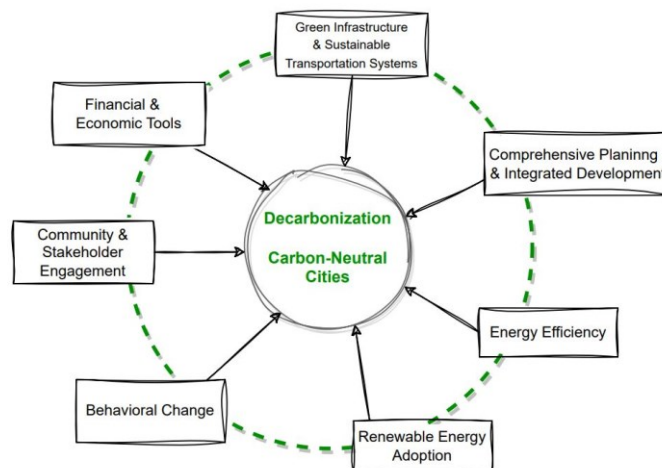 Green Infrastructure
& Sustainable
Transportation Systems
Financial &
Economic Tools
Comprehensive Planinng
& Integrated Development
Decarbonization
Carbon-Neutral
Cities
Community &
Stakeholder
Engagement
Energy Efficiency
Behavioral Change
Renewable Energy
Adoption